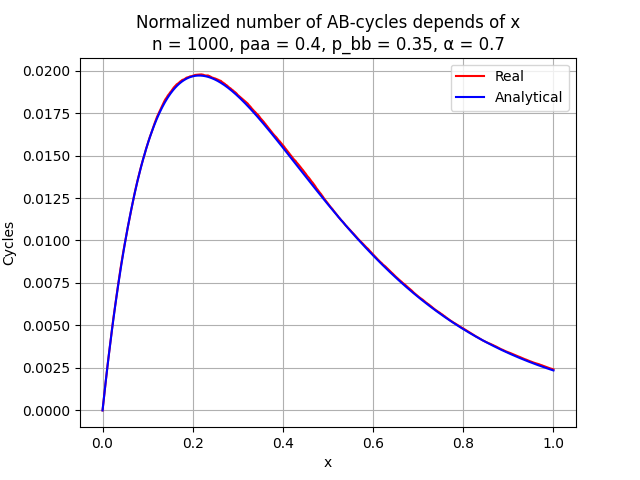 Normalized number of AB-cycles depends of x
n = 1000, paa = 0.4, p_bb = 0.35, α = 0.7
Real
Analytical
0.0200
0.0175
0.0150
0.0125
0.0100
0.0075
0.0050
0.0025
0.0000
Cycles
0.0 0.2 0.4 0.6 0.8 1.0
x